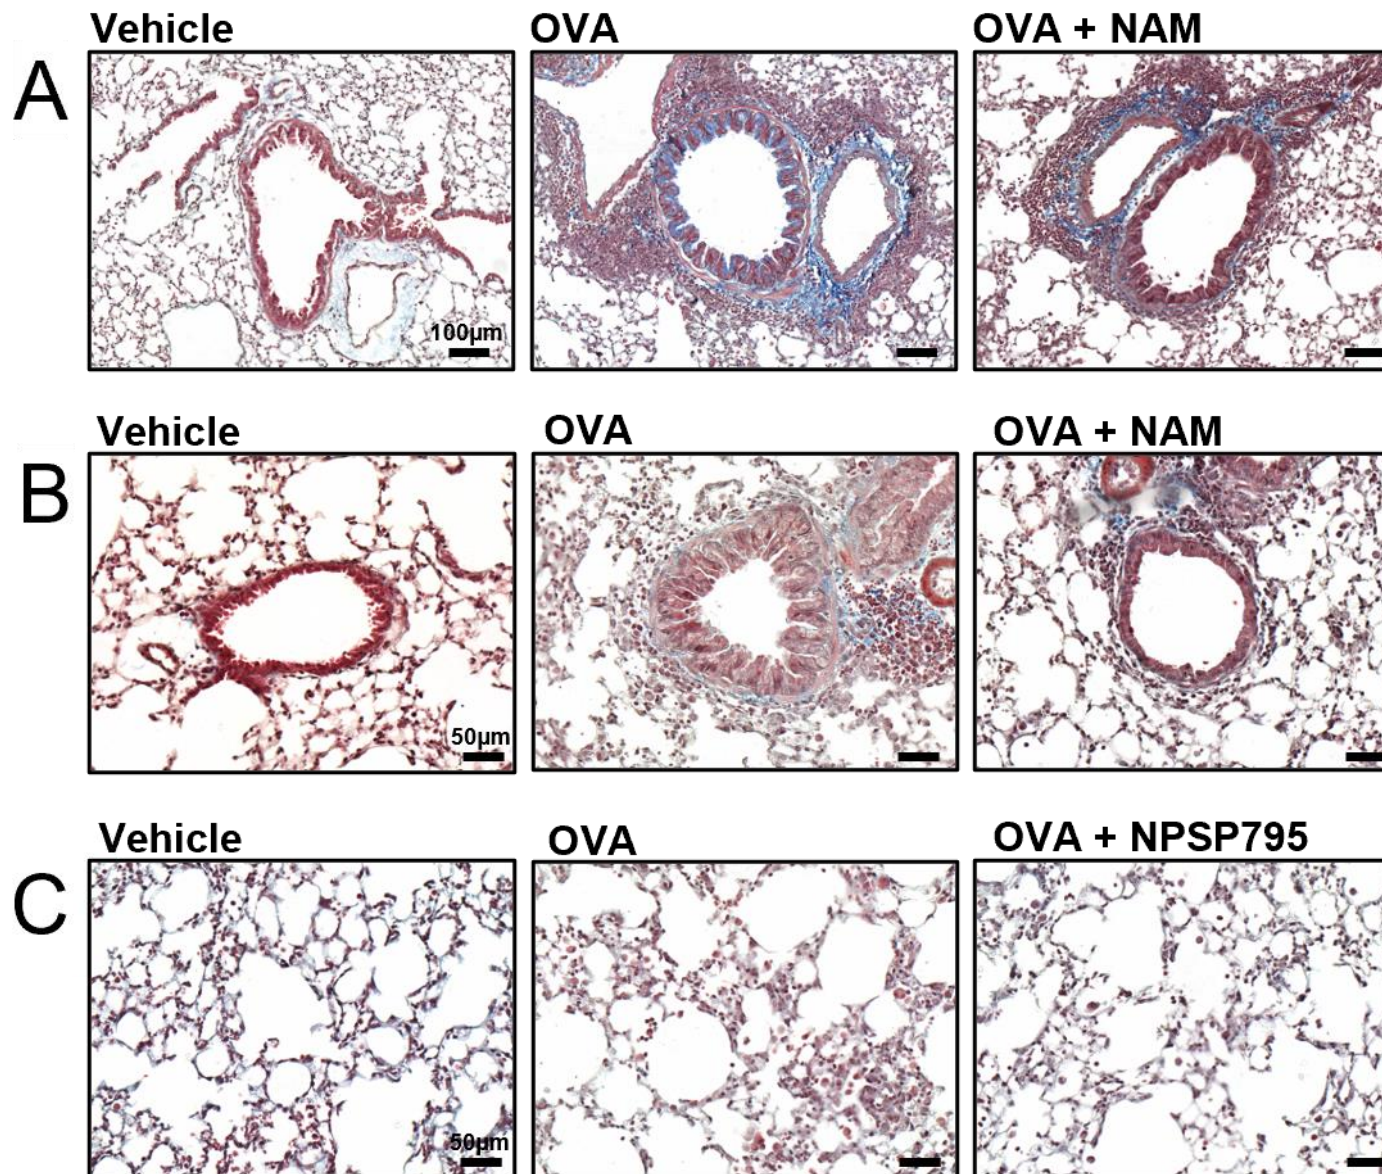 Vehicle OVA OVA + NAM
A
100µm
Vehicle OVA OVA + NAM
B
50µm
Vehicle OVA OVA + NPSP795
C
50µm